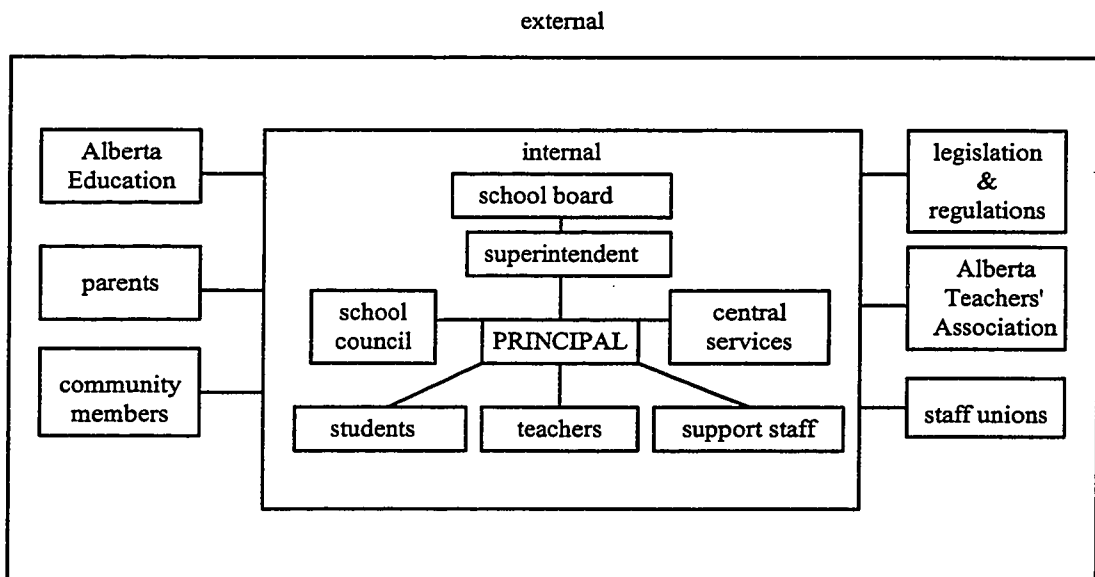 external
Alberta
Education
parents
community
members
internal
school board
superintendent
school
council
PRINCIPAL
central
services
students
teachers
support staff
legislation
&
regulations
Alberta
Teachers'
Association
staff unions